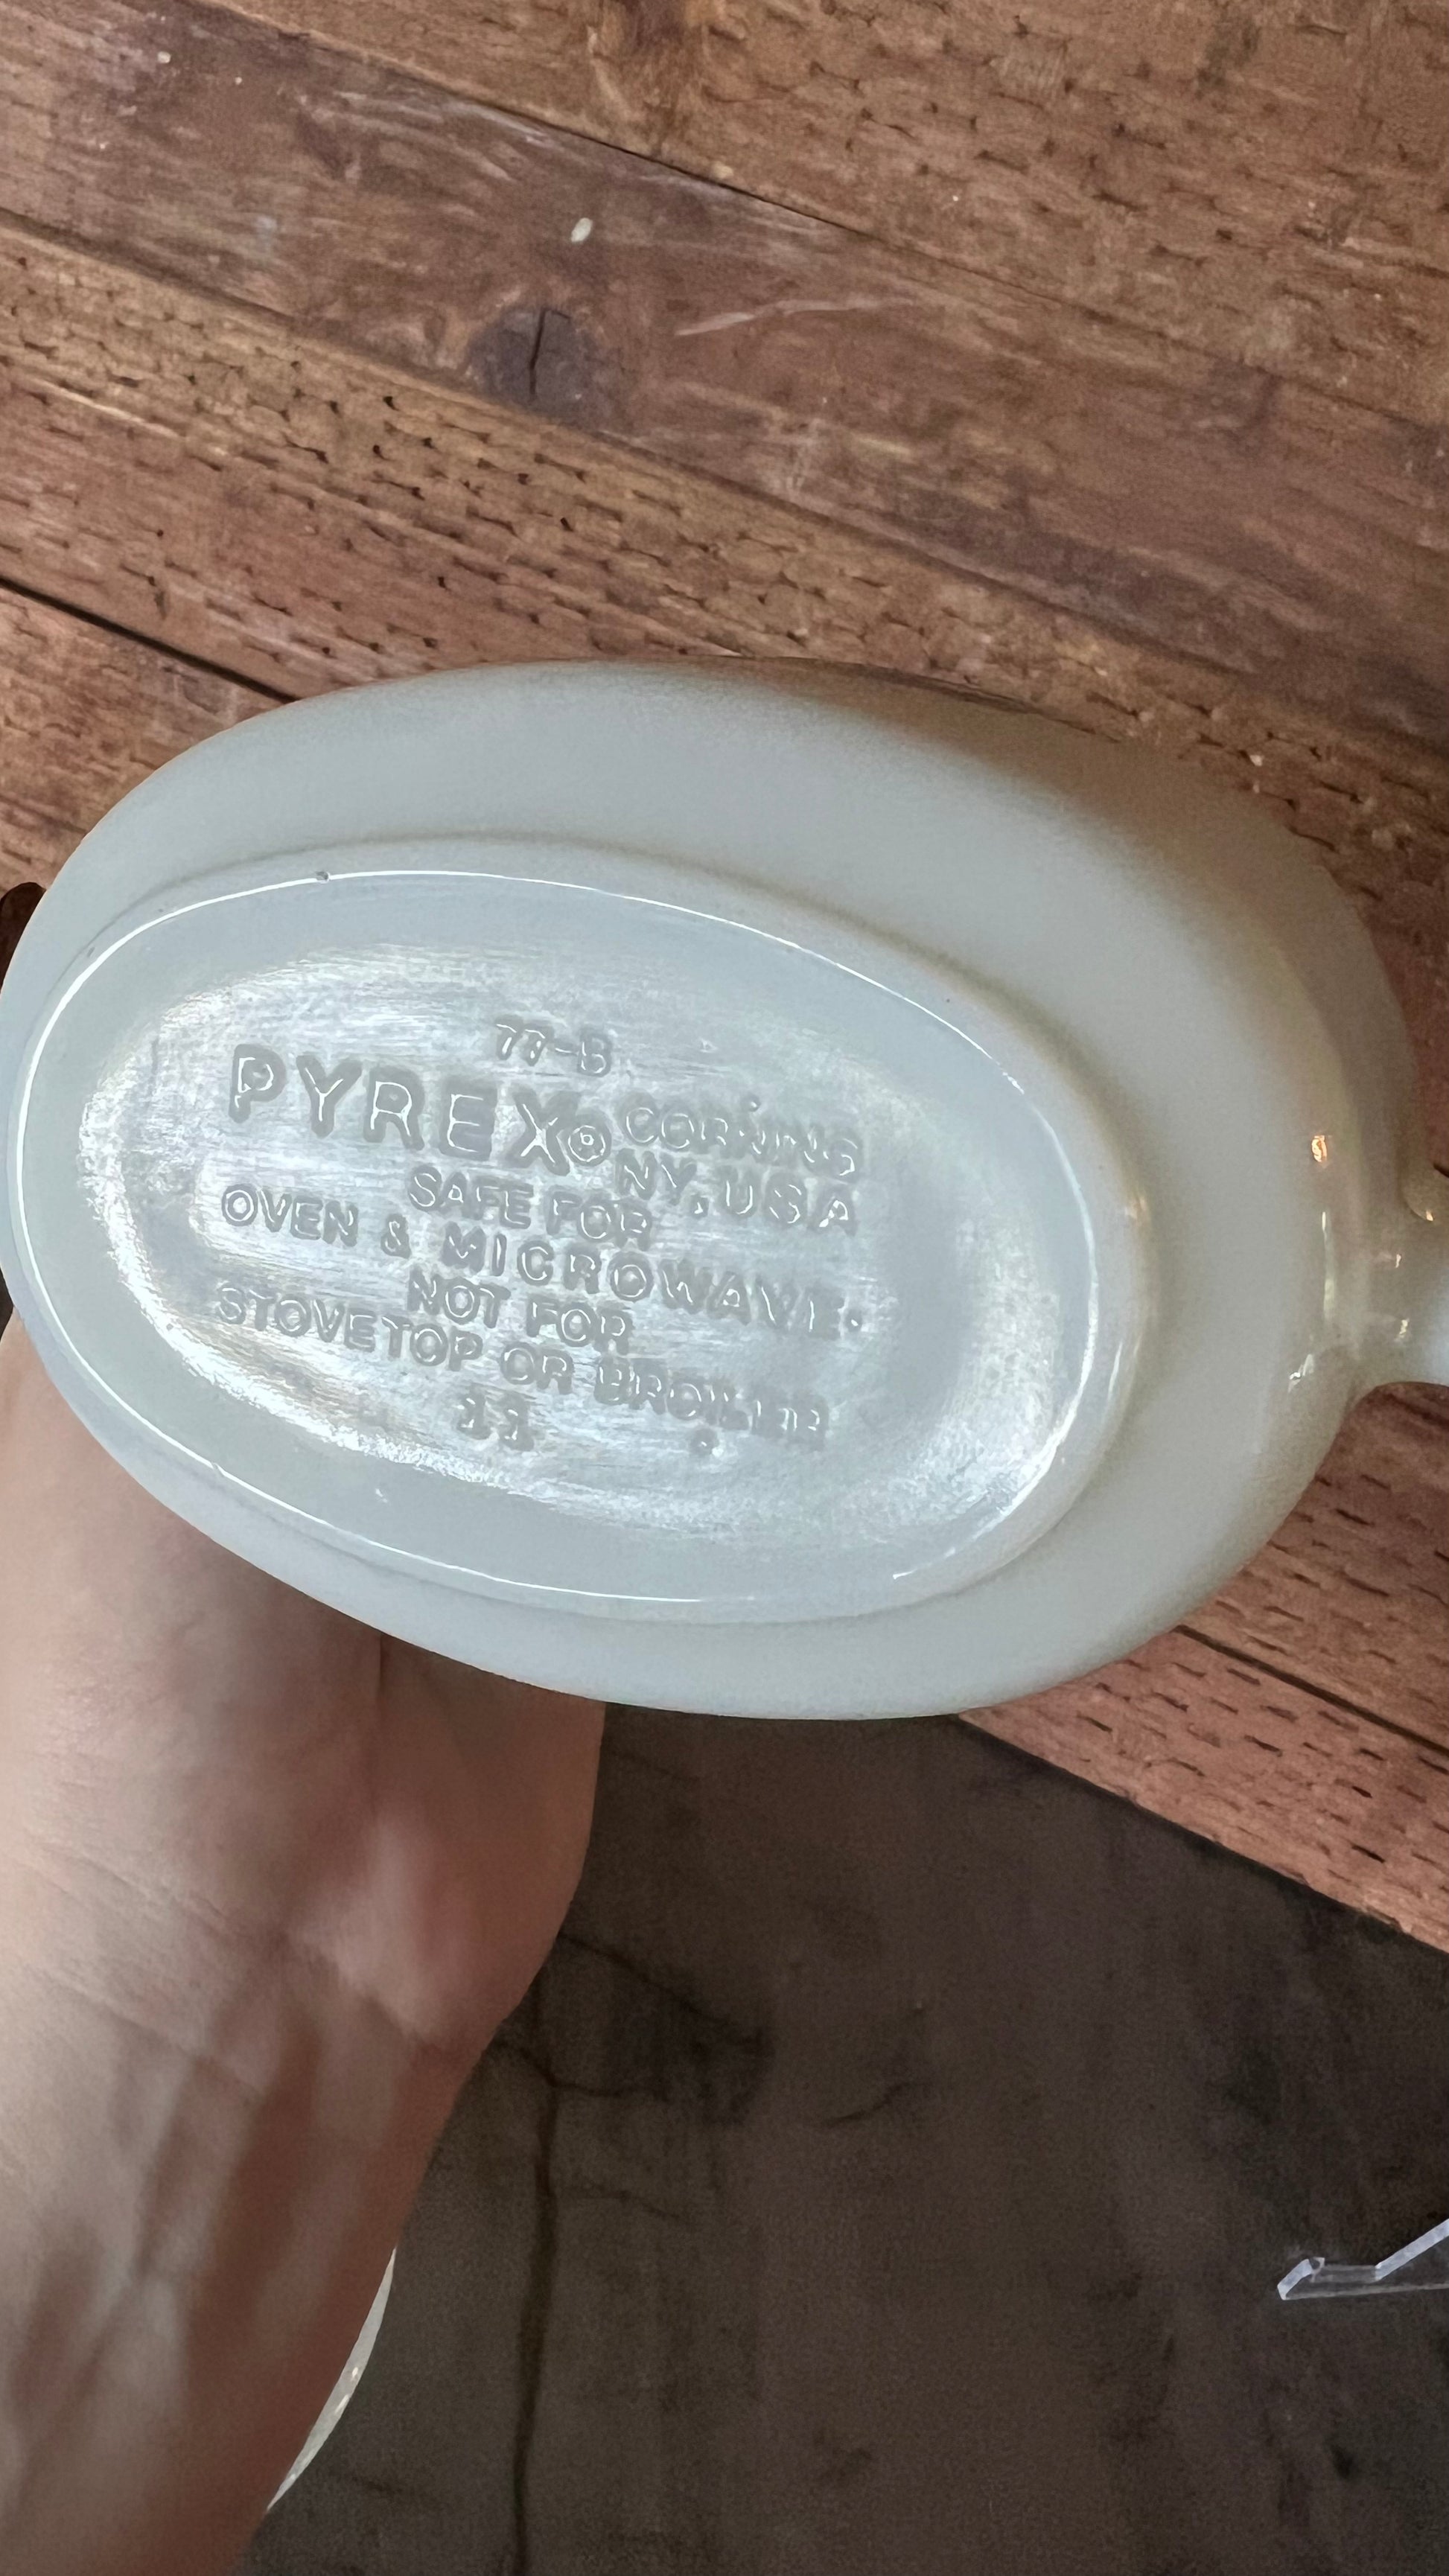 77-B
PYREX® CORNING
NY, USA
SAFE FOR
OVEN & MICROWAVE·
NOT FOR
STOVETOP OR BROILER
11